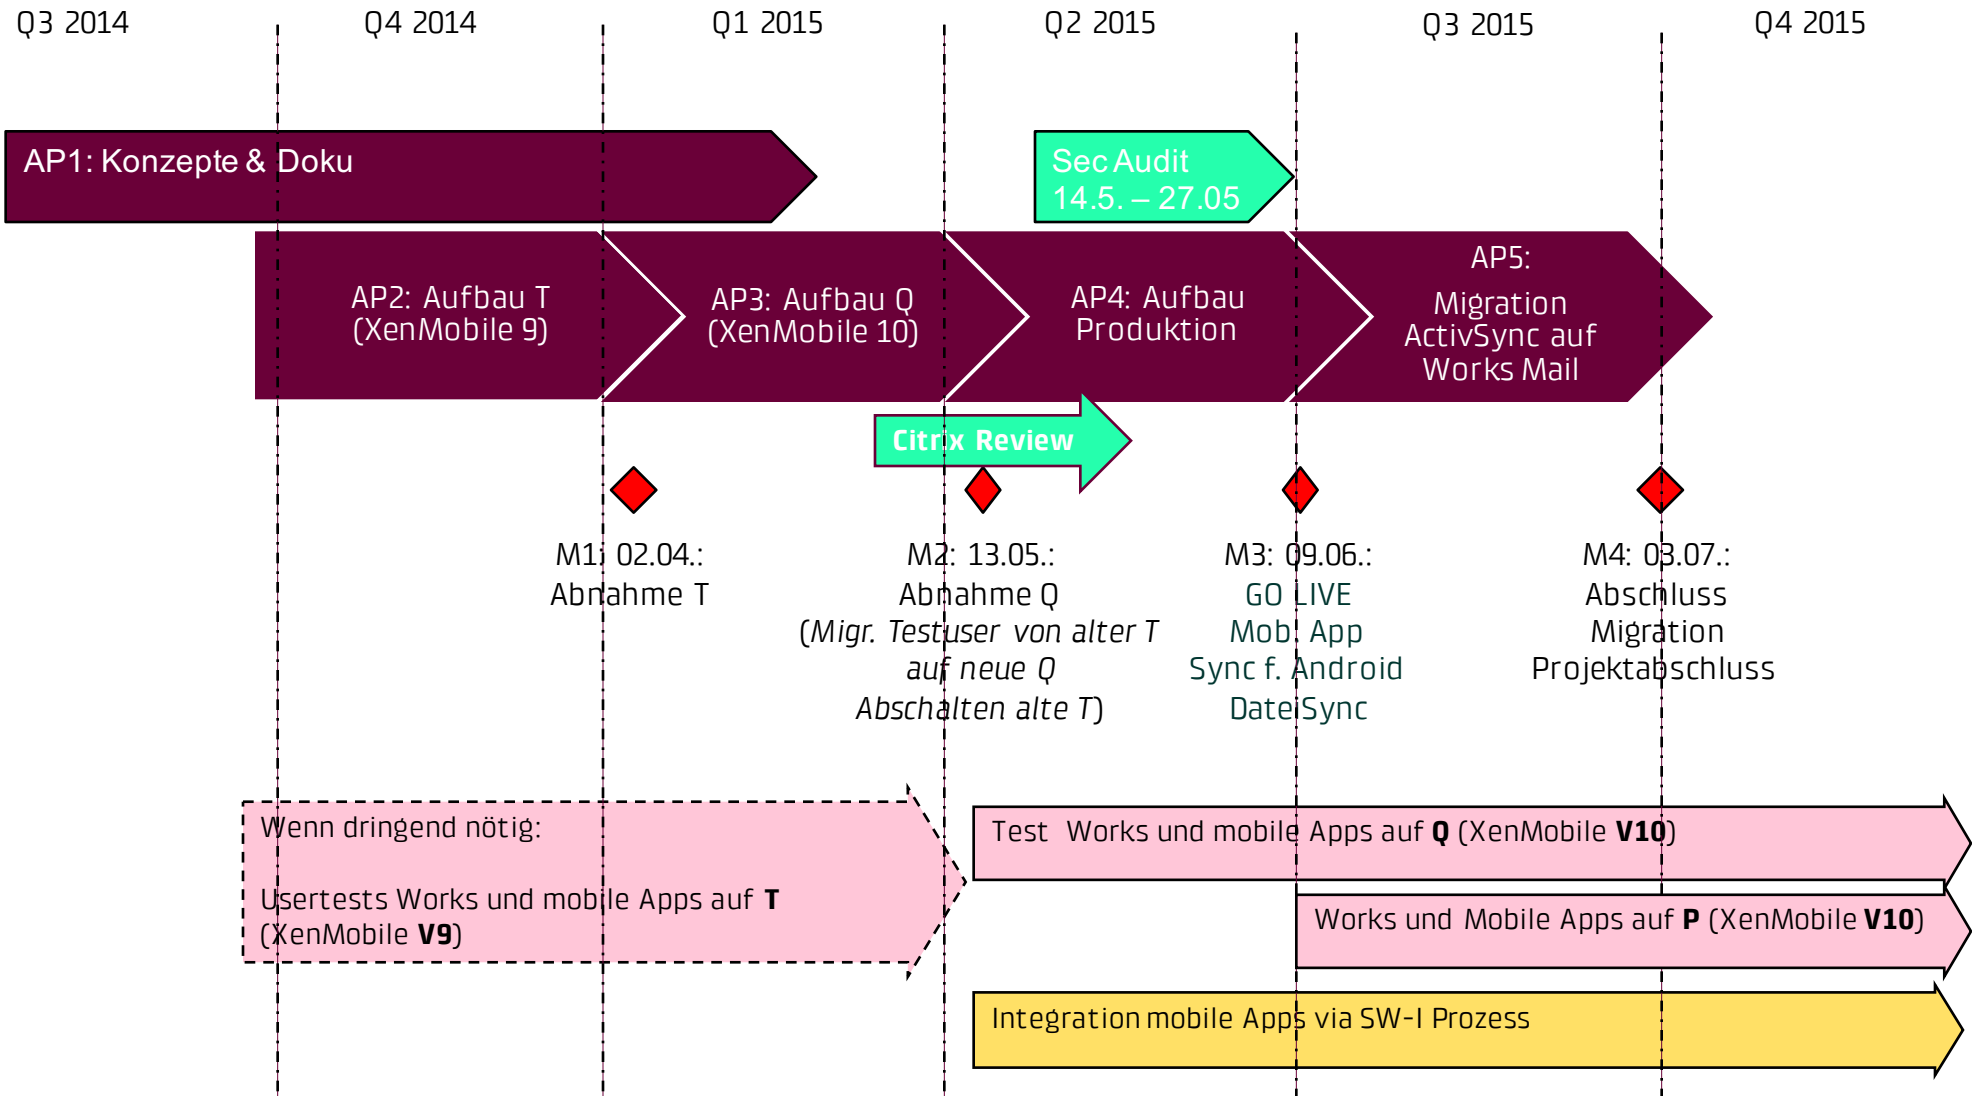 Q3 2014
Q4 2014
Q1 2015
Q2 2015
Q3 2015
Q4 2015
AP1: Konzepte & Doku
Sec Audit
14.5. – 27.05
AP2: Aufbau T
(XenMobile 9)
AP3: Aufbau Q
(XenMobile 10)
AP4: Aufbau
Produktion
AP5:
Migration
ActivSync auf
Works Mail
Citrix Review
M1: 02.04.:
Abnahme T
M2: 13.05.:
Abnahme Q
(Migr. Testuser von alter T
auf neue Q
Abschalten alte T)
M3: 09.06.:
GO LIVE
Mob. App
Sync f. Android
Date Sync
M4: 03.07.:
Abschluss
Migration
Projektabschluss
Wenn dringend nötig:
Usertests Works und mobile Apps auf T
(XenMobile V9)
Test Works und mobile Apps auf Q (XenMobile V10)
Works und Mobile Apps auf P (XenMobile V10)
Integration mobile Apps via SW-I Prozess